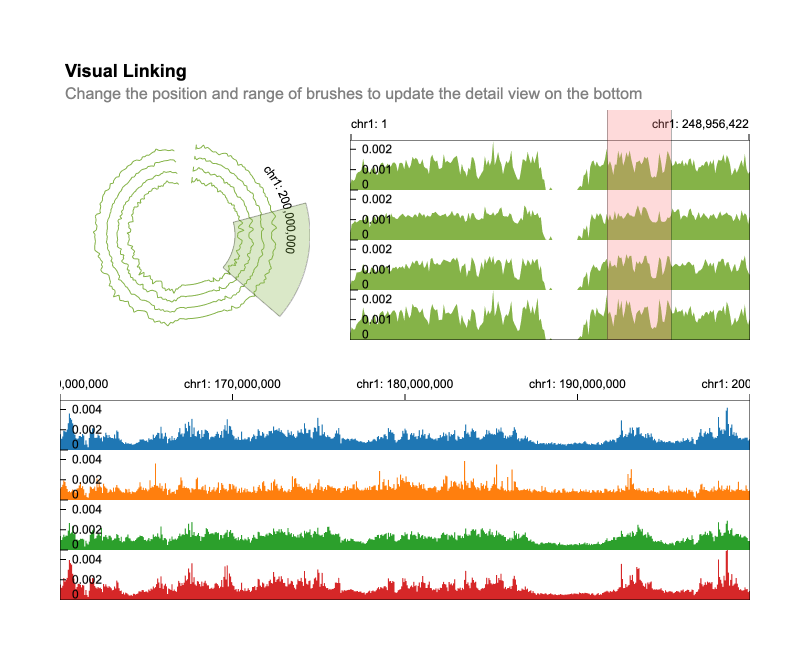 Visual Linking
Change the position and range of brushes to update the detail view on the bottom
chr1: 200,000,000
chr1: 1
chr1: 248,956,422
0.002
0.001
0
0.002
0.001
0
0.002
0.001
0
0.002
0.001
0
0,000,000
chr1: 170,000,000
chr1: 180,000,000
chr1: 190,000,000
chr1: 200
0.004
0.002
0
0.004
0.002
0
0.004
0.002
0
0.004
0.002
0